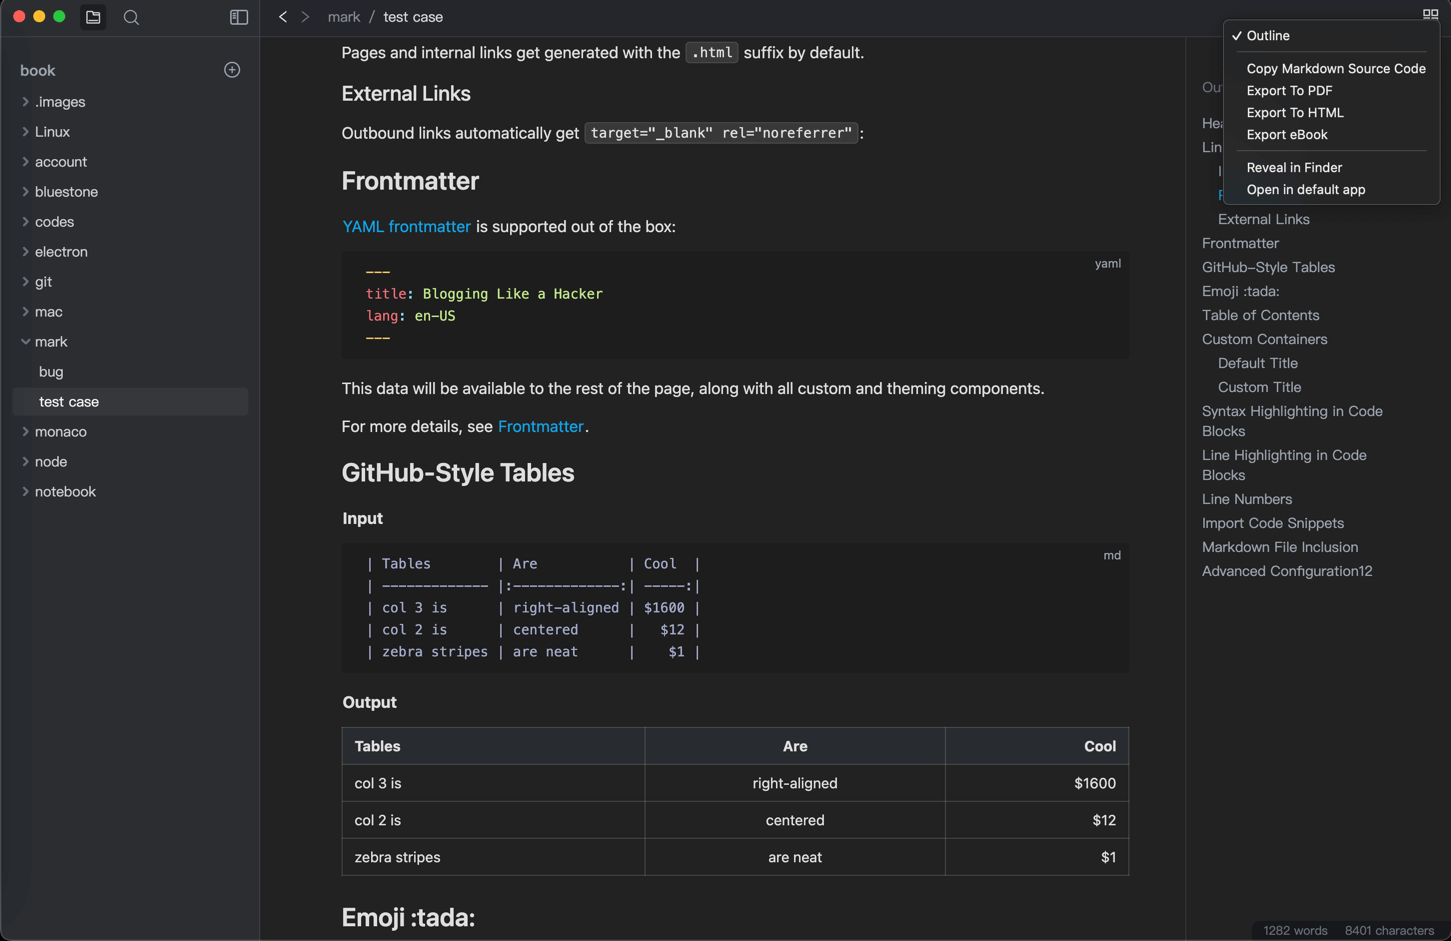 mark / test case
book
.images
Linux
account
bluestone
codes
electron
git
mac
mark
bug
test case
monaco
node
notebook
Pages and internal links get generated with the .html suffix by default.
External Links
Outbound links automatically get target="_blank" rel="noreferrer":
Frontmatter
YAML frontmatter is supported out of the box:
yaml
---
title: Blogging Like a Hacker
lang: en-US
---
This data will be available to the rest of the page, along with all custom and theming components.
For more details, see Frontmatter.
GitHub-Style Tables
Input
md
| Tables        | Are           | Cool  |
| ------------- |:-------------:| -----:|
| col 3 is      | right-aligned | $1600 |
| col 2 is      | centered      |   $12 |
| zebra stripes | are neat      |    $1 |
Output
Tables Are Cool
col 3 is right-aligned $1600
col 2 is centered $12
zebra stripes are neat $1
Emoji :tada:
✓ Outline
Copy Markdown Source Code
Export To PDF
Export To HTML
Export eBook
Reveal in Finder
Open in default app
External Links
Frontmatter
GitHub-Style Tables
Emoji :tada:
Table of Contents
Custom Containers
Default Title
Custom Title
Syntax Highlighting in Code
Blocks
Line Highlighting in Code
Blocks
Line Numbers
Import Code Snippets
Markdown File Inclusion
Advanced Configuration12
1282 words 8401 characters